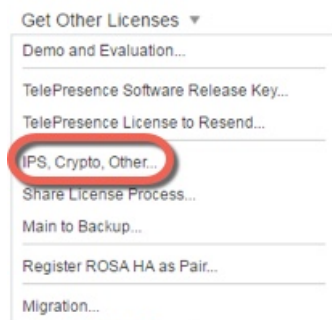 Get Other Licenses ▼
Demo and Evaluation...
TelePresence Software Release Key...
TelePresence License to Resend...
IPS, Crypto, Other...
Share License Process...
Main to Backup...
Register ROSA HA as Pair...
Migration...